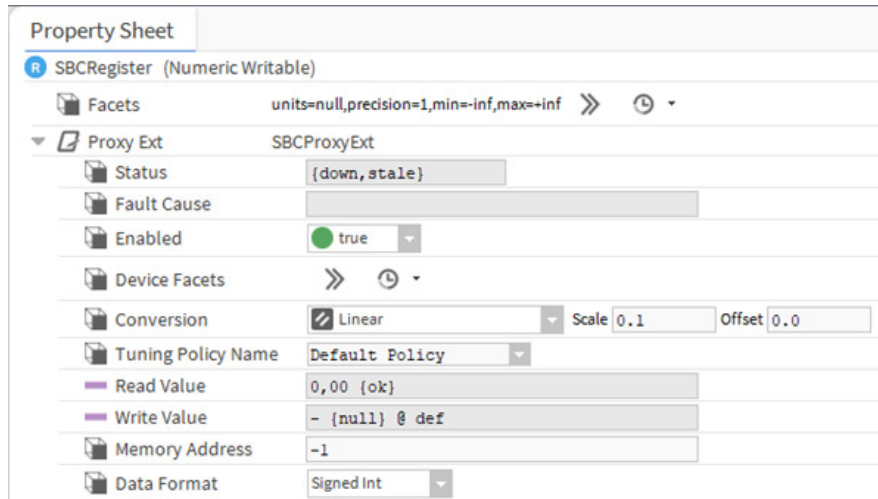 Property Sheet
R SBCRegister (Numeric Writable)
Facets units=null,precision=1,min=-inf,max=+inf
Proxy Ext SBCProxyExt
Status {down,stale}
Fault Cause
Enabled true
Device Facets
Conversion Linear Scale 0.1 Offset 0.0
Tuning Policy Name Default Policy
Read Value 0,00 {ok}
Write Value - {null} @ def
Memory Address -1
Data Format Signed Int